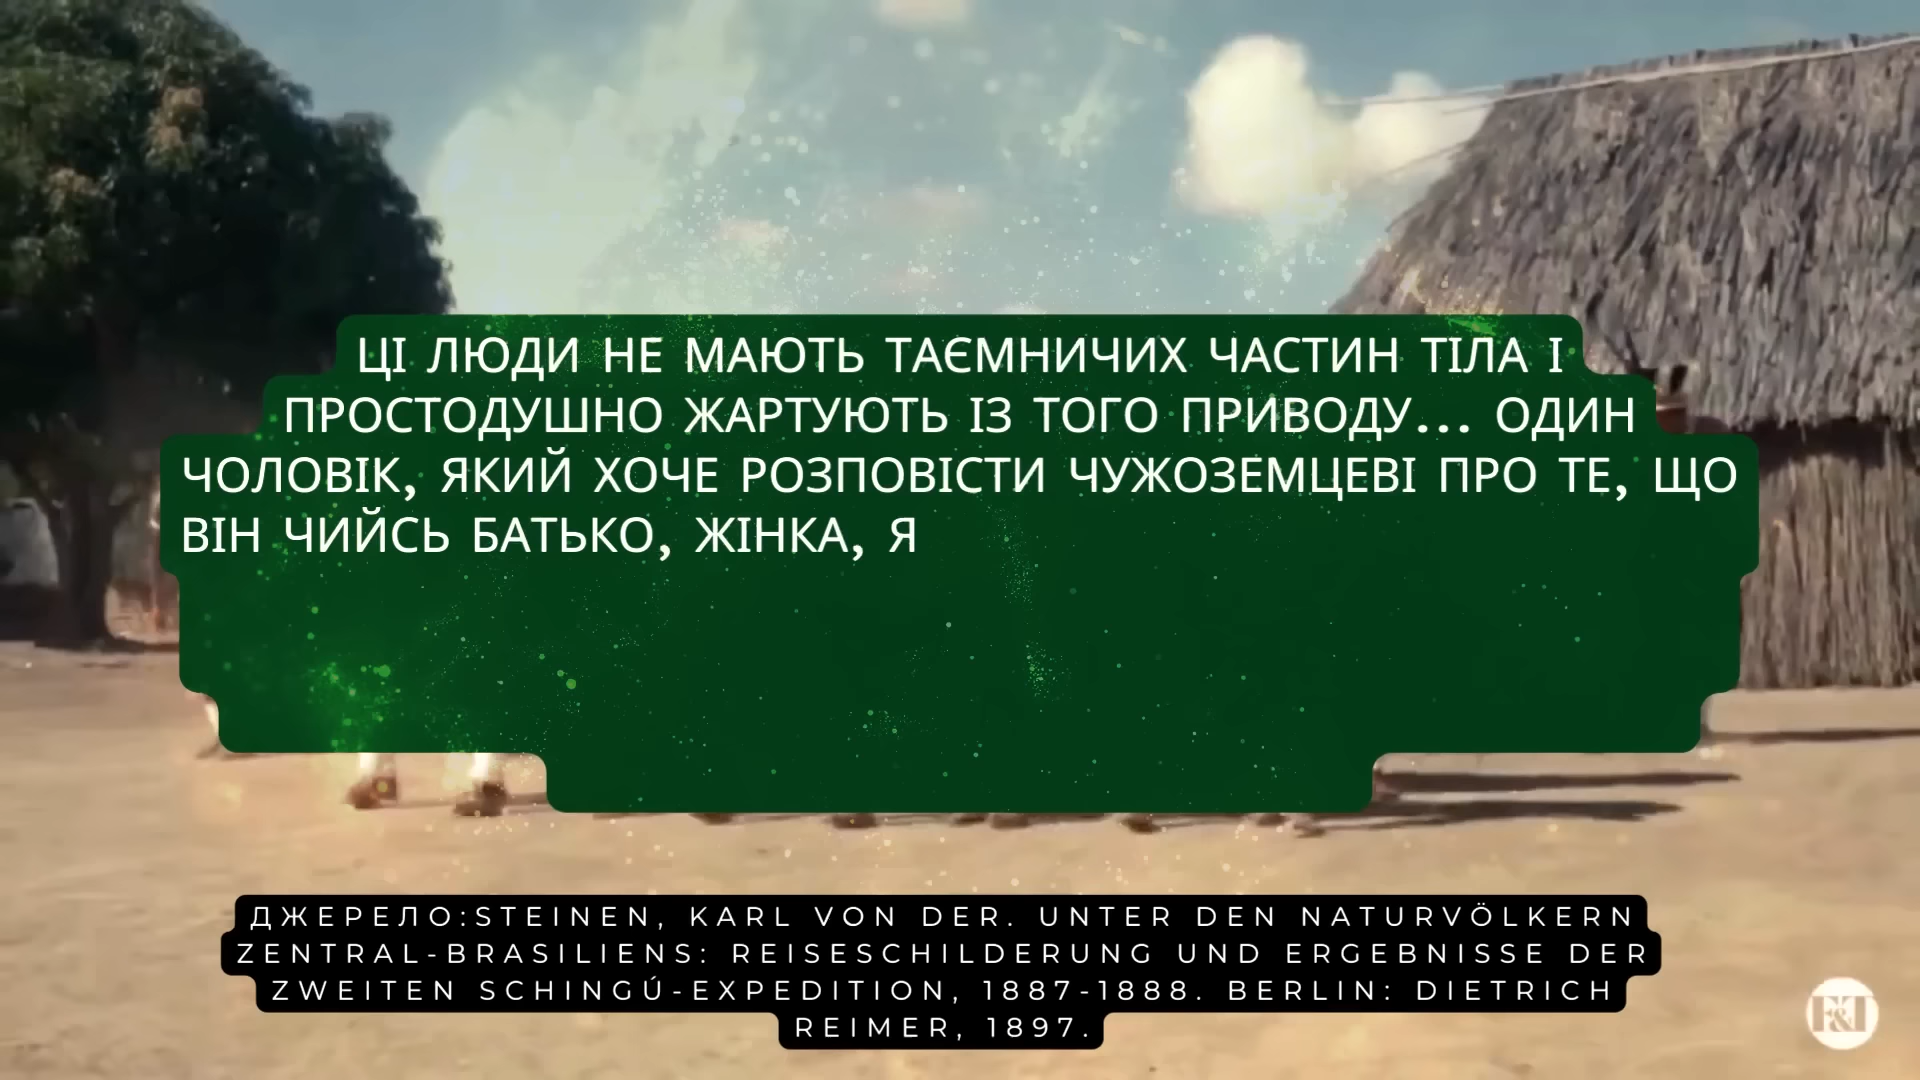 ЦІ ЛЮДИ НЕ МАЮТЬ ТАЄМНИЧИХ ЧАСТИН ТІЛА І
ПРОСТОДУШНО ЖАРТУЮТЬ ІЗ ТОГО ПРИВОДУ... ОДИН
ЧОЛОВІК, ЯКИЙ ХОЧЕ РОЗПОВІСТИ ЧУЖОЗЕМЦЕВІ ПРО ТЕ, ЩО
ВІН ЧИЙСЬ БАТЬКО, ЖІНКА, Я
ДЖЕРЕЛО:STEINEN, KARL VON DER. UNTER DEN NATURVÖLKERN
ZENTRAL-BRASILIENS: REISESCHILDERUNG UND ERGEBNISSE DER
ZWEITEN SCHINGÚ-EXPEDITION, 1887-1888. BERLIN: DIETRICH
REIMER, 1897.